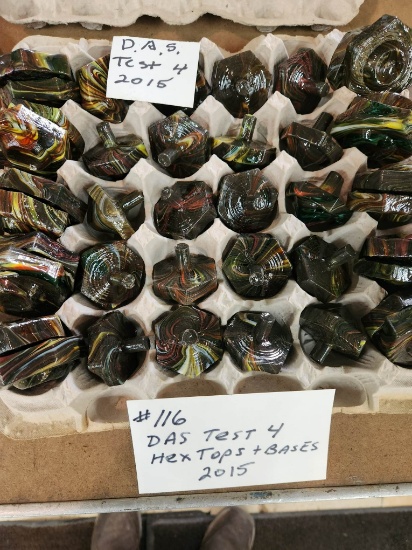 D.A.S.
Test 4
2015
#116
DAS Test 4
Hex Tops + BASES
2015